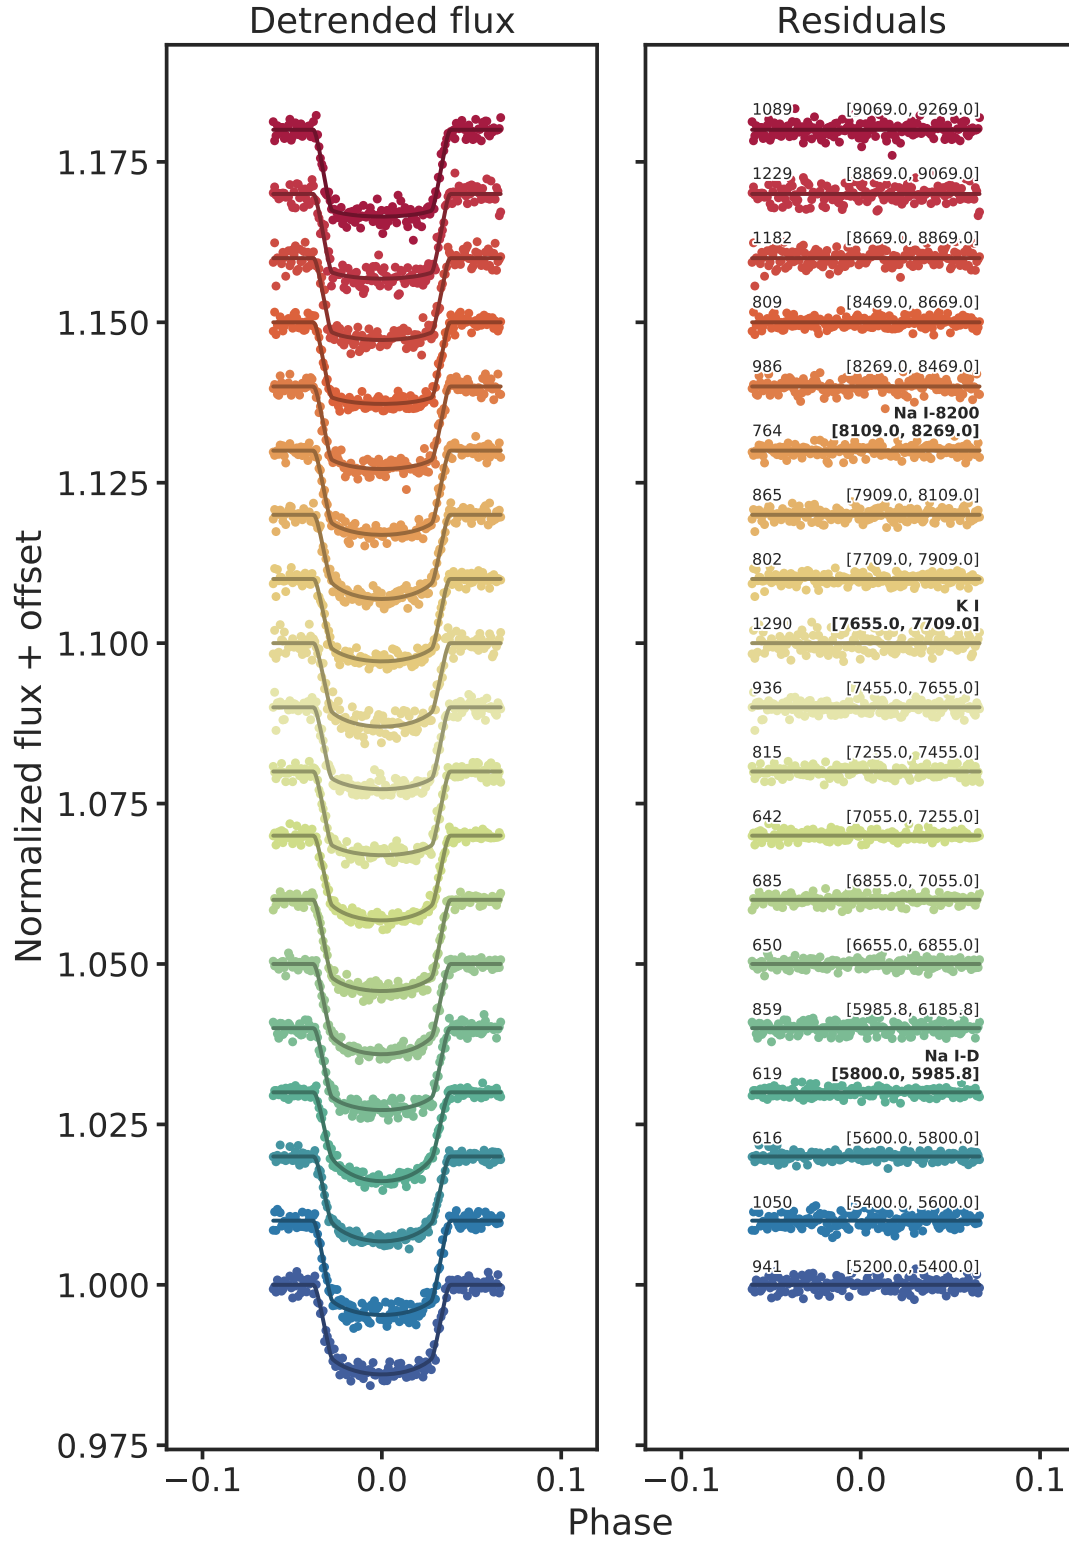 Detrended flux
Residuals
Normalized flux + offset
1.175
1.150
1.125
1.100
1.075
1.050
1.025
1.000
0.975
1089 [9069.0, 9269.0]
1229 [8869.0, 9069.0]
1182 [8669.0, 8869.0]
809 [8469.0, 8669.0]
986 [8269.0, 8469.0]
Na I-8200
764 [8109.0, 8269.0]
865 [7909.0, 8109.0]
802 [7709.0, 7909.0]
K I
1290 [7655.0, 7709.0]
936 [7455.0, 7655.0]
815 [7255.0, 7455.0]
642 [7055.0, 7255.0]
685 [6855.0, 7055.0]
650 [6655.0, 6855.0]
859 [5985.8, 6185.8]
Na I-D
619 [5800.0, 5985.8]
616 [5600.0, 5800.0]
1050 [5400.0, 5600.0]
941 [5200.0, 5400.0]
−0.1 0.0 0.1
−0.1 0.0 0.1
Phase